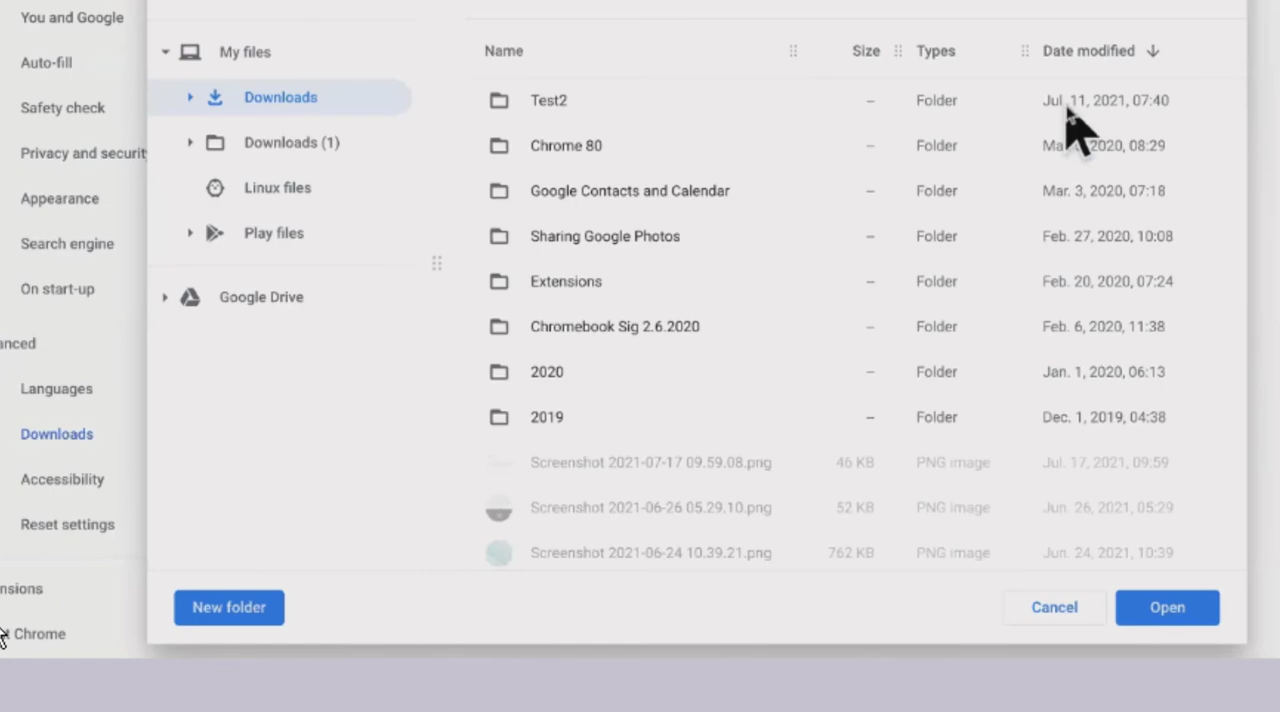 You and Google
Auto-fill
Safety check
Privacy and securit
Appearance
Search engine
On start-up
anced
Languages
Downloads
Accessibility
Reset settings
nsions
t Chrome
My files
Downloads
Downloads (1)
Linux files
Play files
Google Drive
Name Size Types Date modified
Test2 – Folder Jul. 11, 2021, 07:40
Chrome 80 – Folder 2020, 08:29
Google Contacts and Calendar – Folder Mar. 3, 2020, 07:18
Sharing Google Photos – Folder Feb. 27, 2020, 10:08
Extensions – Folder Feb. 20, 2020, 07:24
Chromebook Sig 2.6.2020 – Folder Feb. 6, 2020, 11:38
2020 – Folder Jan. 1, 2020, 06:13
2019 – Folder Dec. 1, 2019, 04:38
Screenshot 2021-07-17 09.59.08.png 46 KB PNG image Jul. 17, 2021, 09:59
Screenshot 2021-06-26 05.29.10.png 52 KB PNG image Jun. 26, 2021, 05:29
Screenshot 2021-06-24 10.39.21.png 762 KB PNG image Jun. 24, 2021, 10:39
New folder Cancel Open